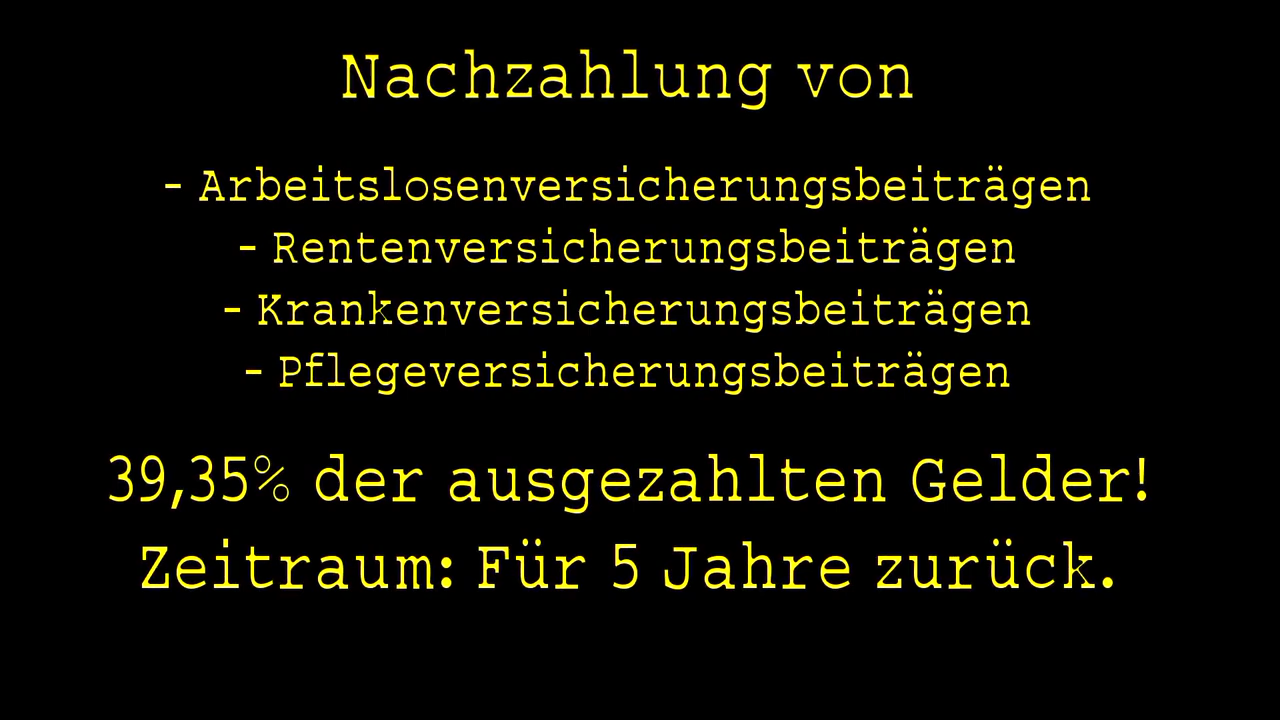 Nachzahlung von
- Arbeitslosenversicherungsbeiträgen
- Rentenversicherungsbeiträgen
- Krankenversicherungsbeiträgen
- Pflegeversicherungsbeiträgen
39,35% der ausgezahlten Gelder!
Zeitraum: Für 5 Jahre zurück.